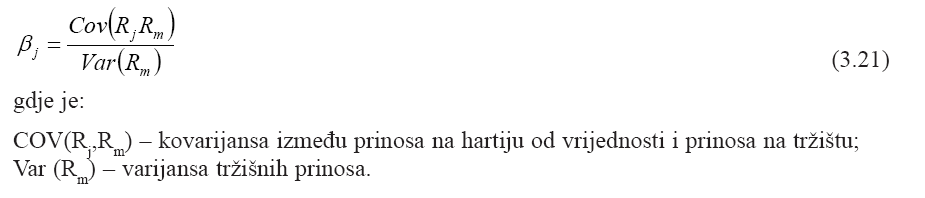 β_j = Cov(R_j R_m) / Var(R_m) (3.21)
gdje je:
COV(R_j,R_m) – kovarijansa između prinosa na hartiju od vrijednosti i prinosa na tržištu;
Var (R_m) – varijansa tržišnih prinosa.